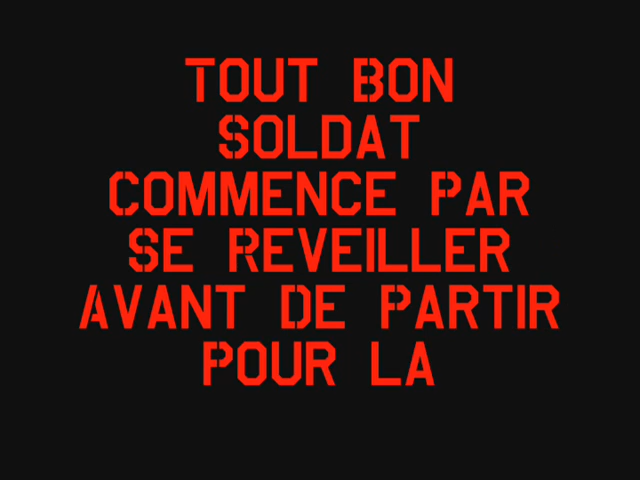 TOUT BON
SOLDAT
COMMENCE PAR
SE REVEILLER
AVANT DE PARTIR
POUR LA